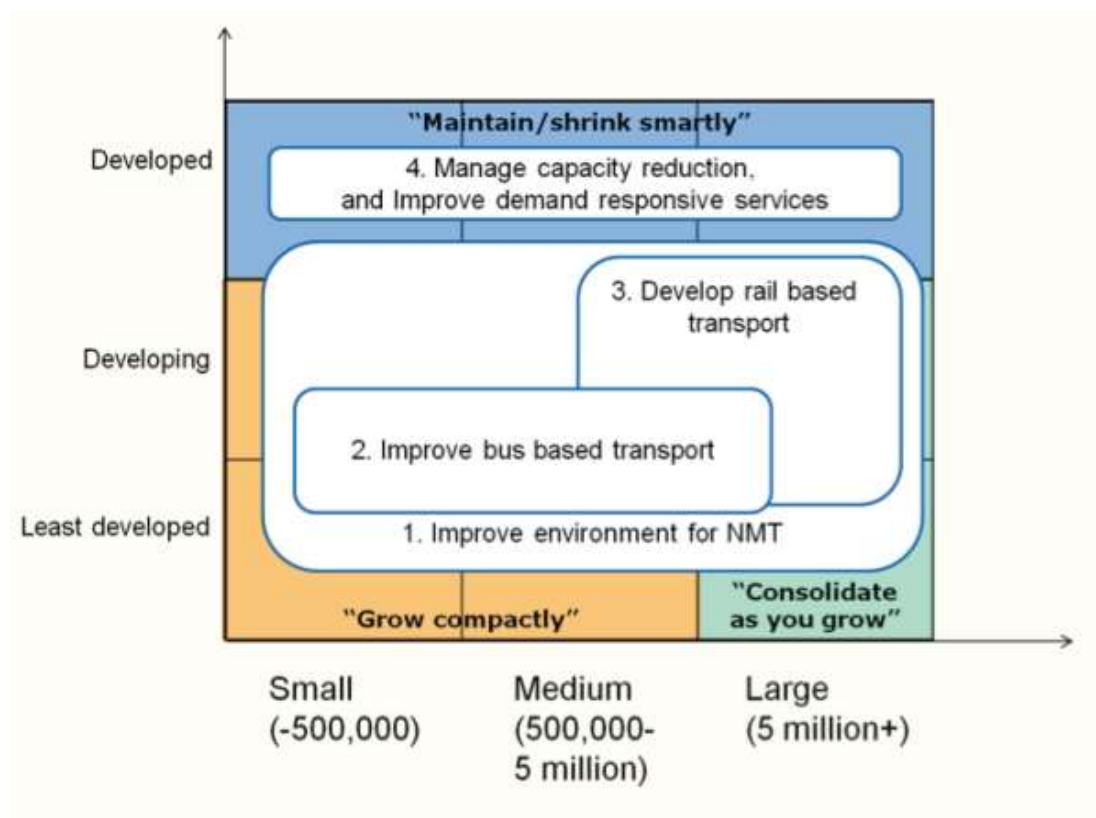 "Maintain/shrink smartly"
Developed
4. Manage capacity reduction,
and Improve demand responsive services
3. Develop rail based
transport
Developing
2. Improve bus based transport
Least developed
1. Improve environment for NMT
"Consolidate
as you grow"
"Grow compactly"
Small
(-500,000)
Medium
(500,000-
5 million)
Large
(5 million+)